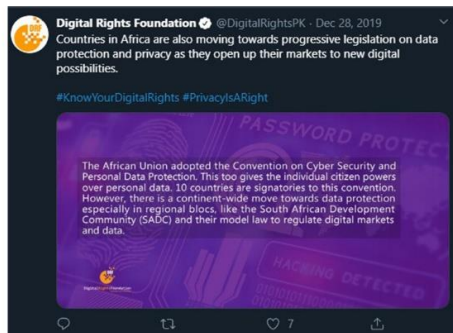 Digital Rights Foundation @DigitalRightsPK · Dec 28, 2019
Countries in Africa are also moving towards progressive legislation on data
protection and privacy as they open up their markets to new digital
possibilities.
#KnowYourDigitalRights #PrivacyIsARight
PASSWORD PROTEC
The African Union adopted the Convention on Cyber Security and
Personal Data Protection. This too gives the individual citizen powers
over personal data. 10 countries are signatories to this convention.
However, there is a continent-wide move towards data protection
especially in regional blocs, like the South African Development
Community (SADC) and their model law to regulate digital markets
and data.
HACKING DETECTED
DigitalRightsFoundation
7